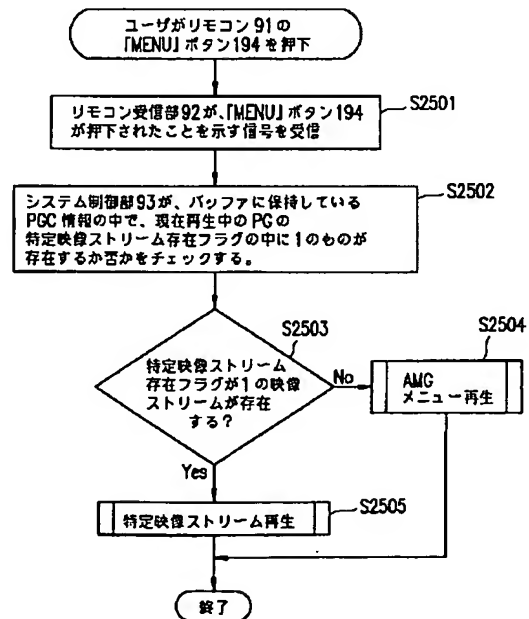 ユーザがリモコン91の
「MENU」ボタン194を押下
S2501
リモコン受信部92が、「MENU」ボタン194
が押下されたことを示す信号を受信
S2502
システム制御部93が、バッファに保持している
PGC情報の中で、現在再生中のPGの
特定映像ストリーム存在フラグの中に1のものが
存在するか否かをチェックする。
S2503
特定映像ストリーム
存在フラグが1の映像
ストリームが存在
する?
No
S2504
AMG
メニュー再生
Yes
S2505
特定映像ストリーム再生
終了